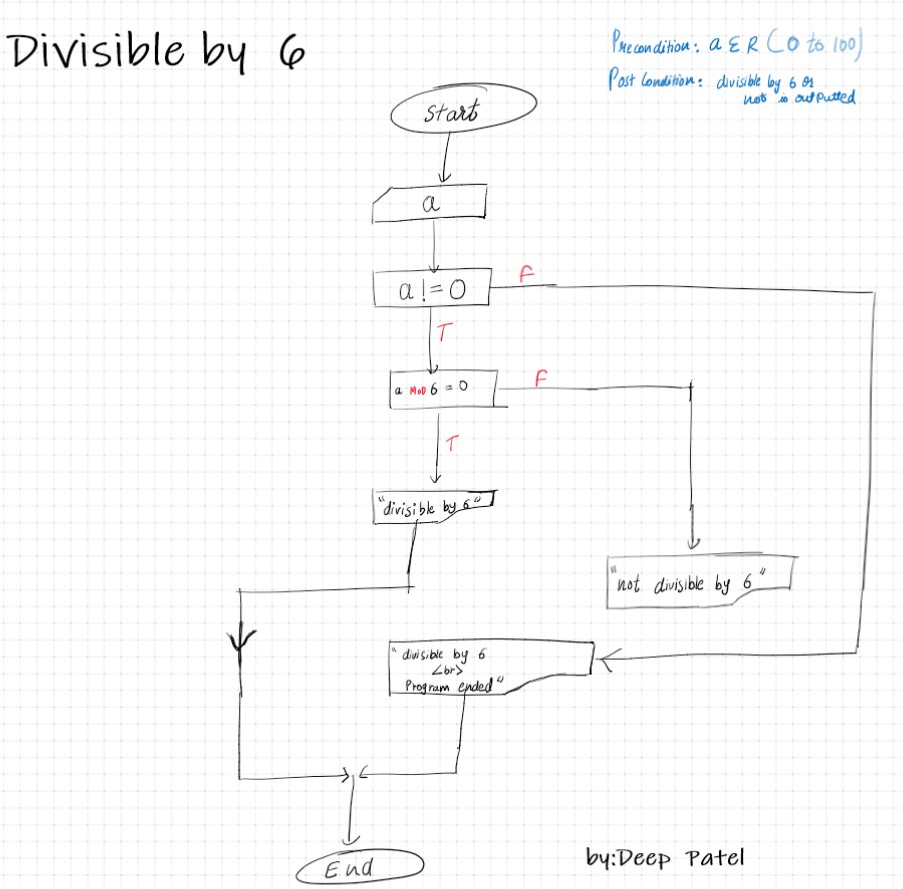 Divisible by 6
Precondition: a ε R (0 to 100)
Post Condition: divisible by 6 or
not is outputted
Start
a
a != 0
F
T
a MOD 6 = 0
F
T
"divisible by 6"
"not divisible by 6"
"divisible by 6
<br>
Program ended"
End
by:Deep Patel